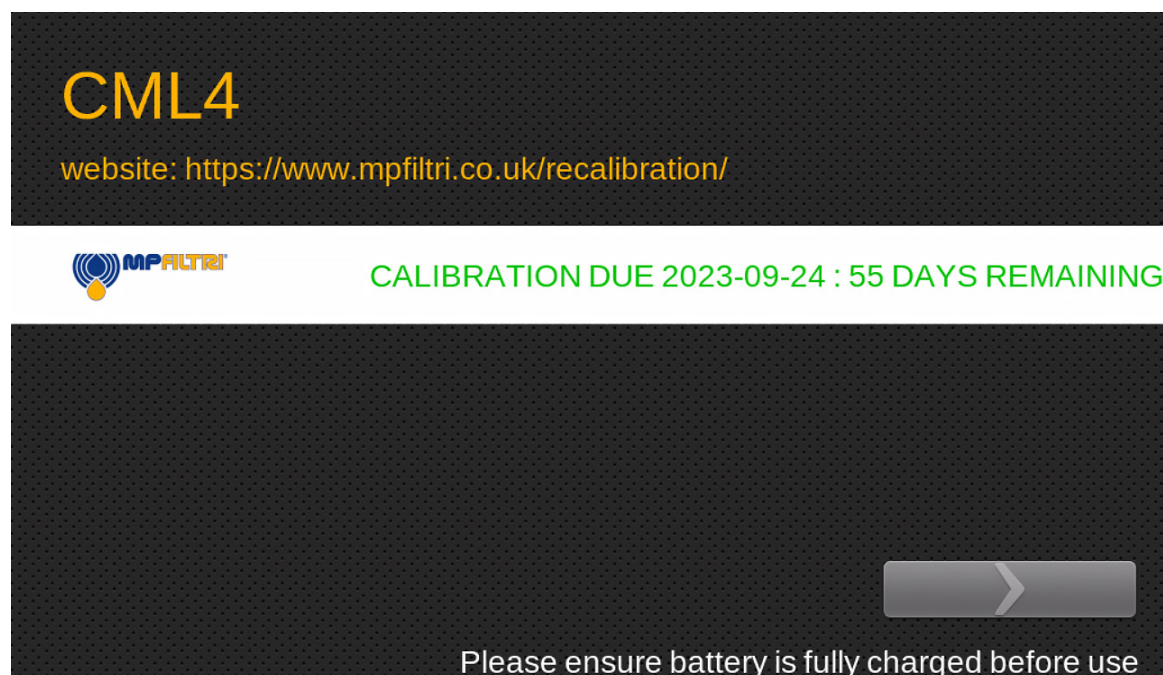 CML4
website: https://www.mpfiltri.co.uk/recalibration/
MPFILTRI®
CALIBRATION DUE 2023-09-24 : 55 DAYS REMAINING
Please ensure battery is fully charged before use